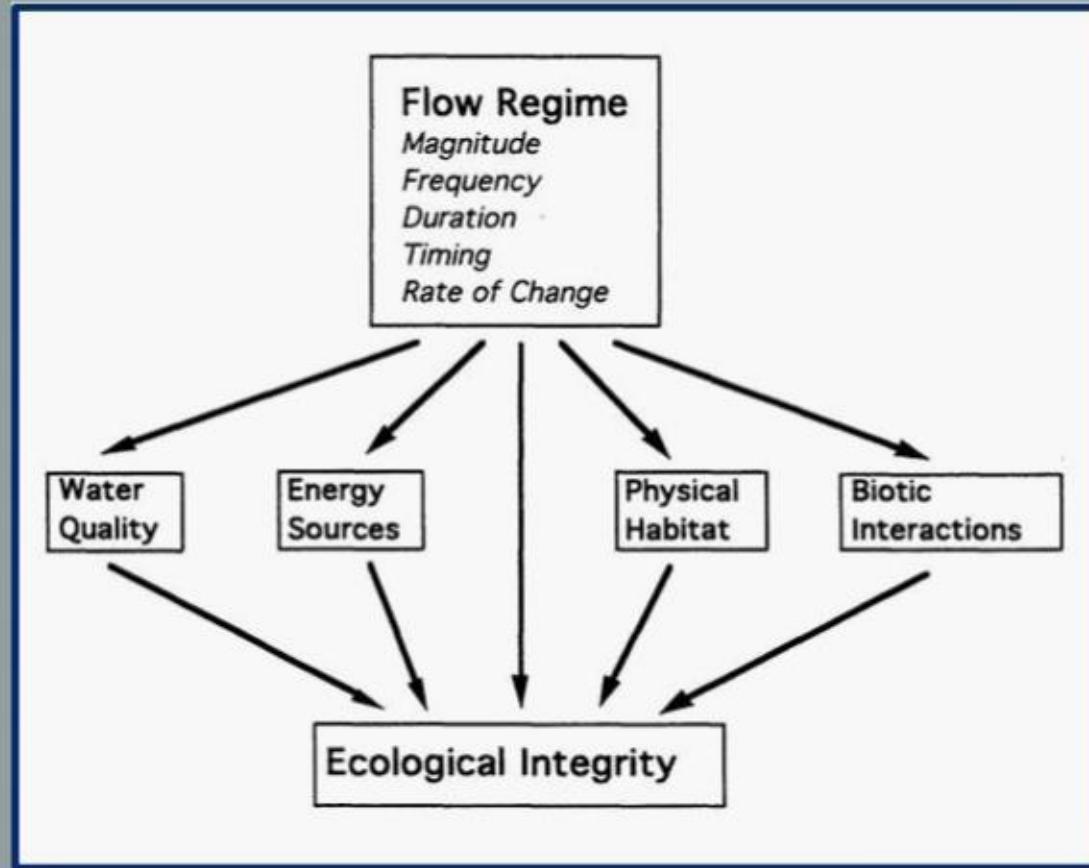 Flow Regime
Magnitude
Frequency
Duration
Timing
Rate of Change
Water
Quality
Energy
Sources
Physical
Habitat
Biotic
Interactions
Ecological Integrity